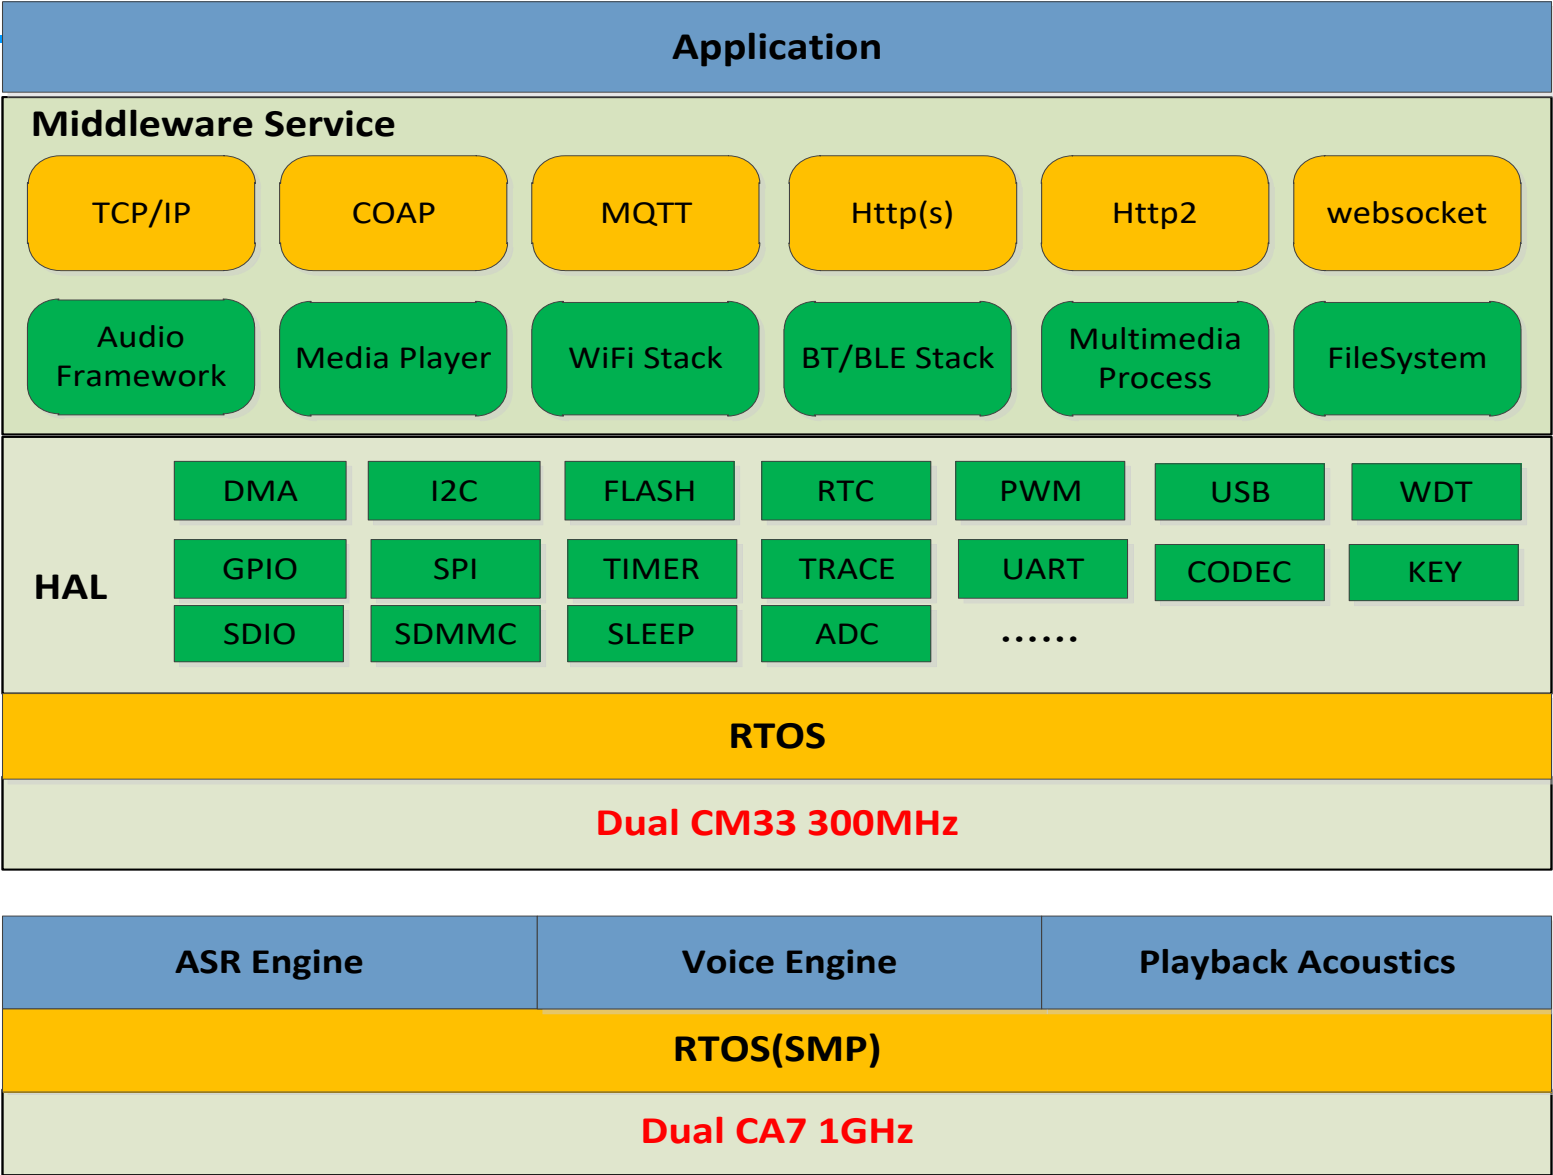 Application
Middleware Service
TCP/IP
COAP
MQTT
Http(s)
Http2
websocket
Audio
Framework
Media Player
WiFi Stack
BT/BLE Stack
Multimedia
Process
FileSystem
HAL
DMA
I2C
FLASH
RTC
PWM
USB
WDT
GPIO
SPI
TIMER
TRACE
UART
CODEC
KEY
SDIO
SDMMC
SLEEP
ADC
......
RTOS
Dual CM33 300MHz
ASR Engine
Voice Engine
Playback Acoustics
RTOS(SMP)
Dual CA7 1GHz